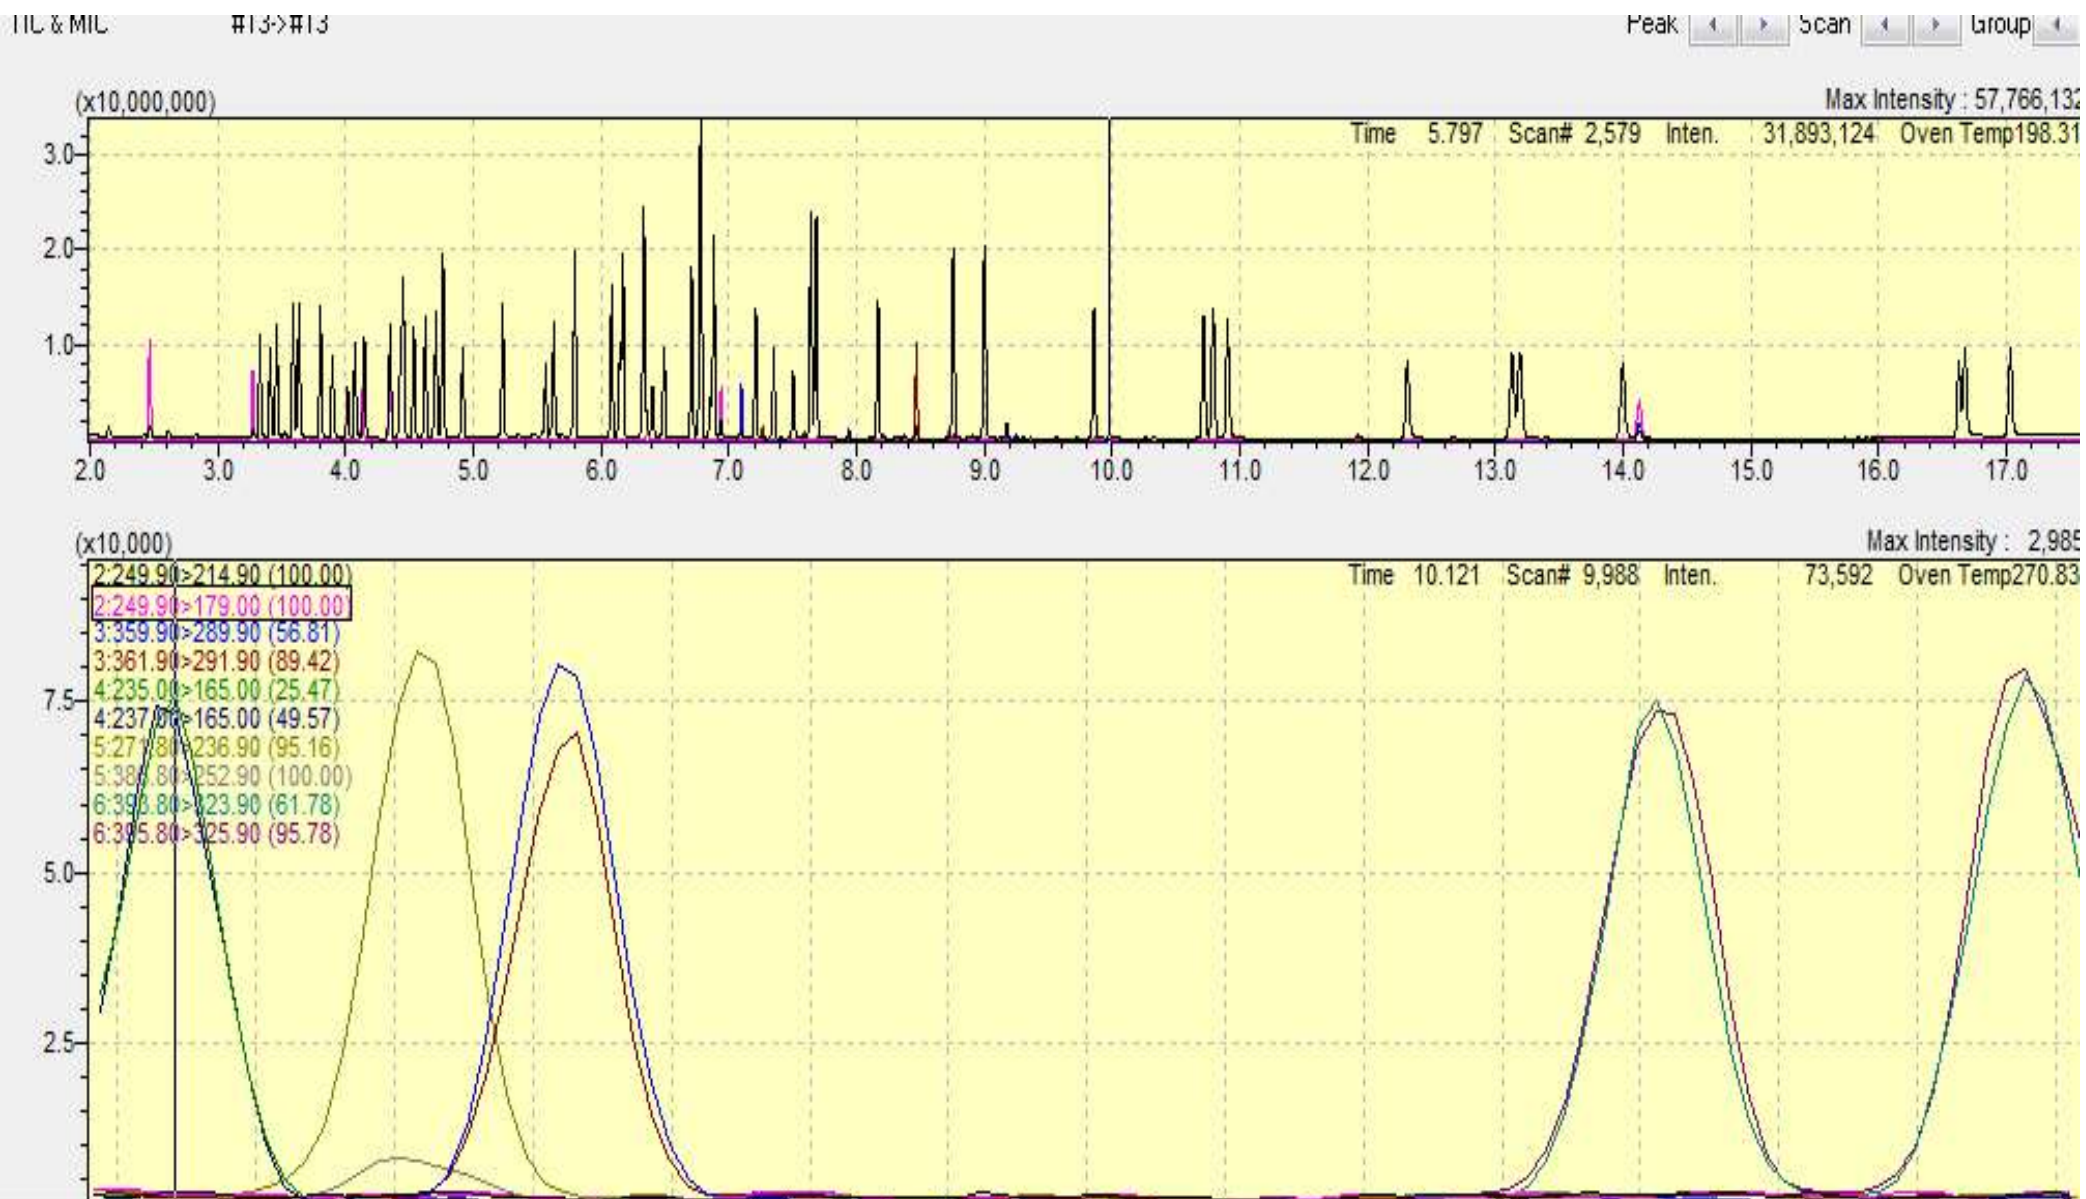 TIC & MIC #13->#13 Peak Scan Group
(x10,000,000) Max Intensity : 57,766,132
Time 5.797 Scan# 2,579 Inten. 31,893,124 Oven Temp198.31
3.0
2.0
1.0
2.0 3.0 4.0 5.0 6.0 7.0 8.0 9.0 10.0 11.0 12.0 13.0 14.0 15.0 16.0 17.0
(x10,000) Max Intensity : 2,985
Time 10.121 Scan# 9,988 Inten. 73,592 Oven Temp270.83
2:249.90>214.90 (100.00)
2:249.90>179.00 (100.00)
3:359.90>289.90 (56.81)
3:361.90>291.90 (89.42)
4:235.00>165.00 (25.47)
4:237.00>165.00 (49.57)
5:271.80>236.90 (95.16)
252.90 (100.00)
6:393.80>323.90 (61.78)
6:395.80>325.90 (95.78)
7.5
5.0
2.5